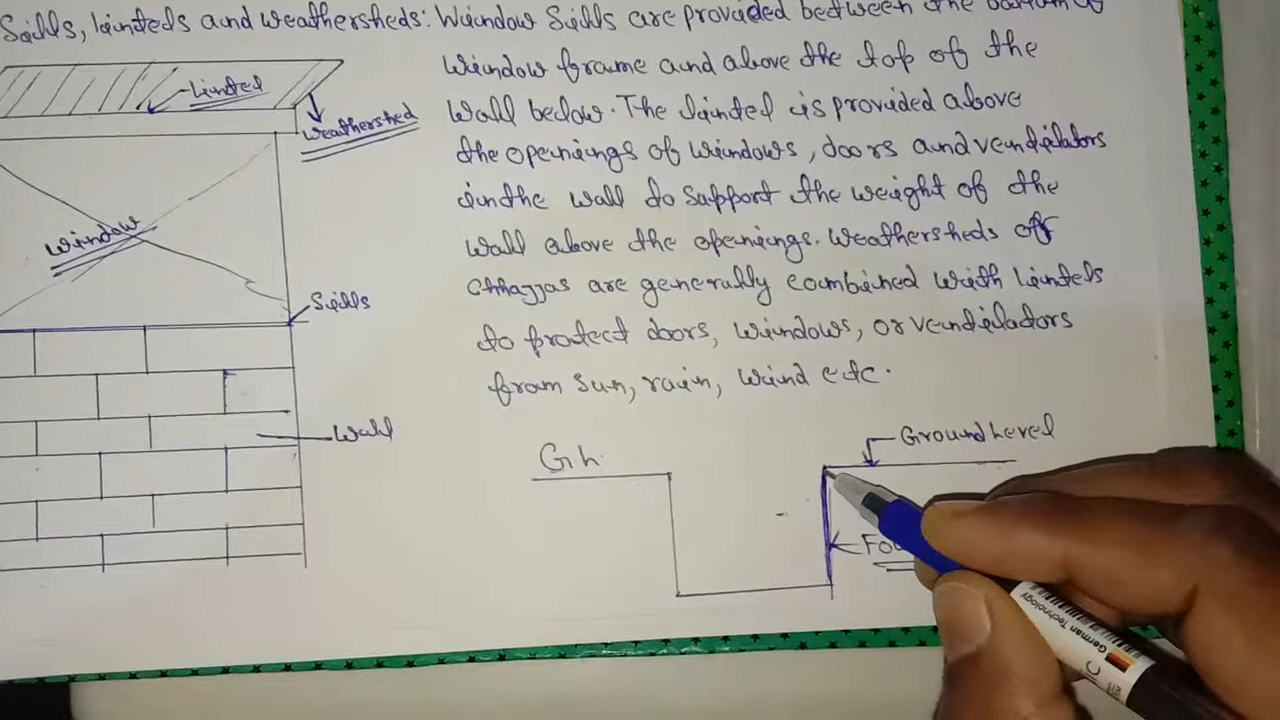 Sills, lintels and weathersheds: Window Sills are provided between the bottom of
Window frame and above the top of the
Wall below. The lintel is provided above
the openings of windows, doors and ventilators
in the wall to support the weight of the
wall above the openings. Weathersheds or
chhajjas are generally combined with lintels
to protect doors, windows, or ventilators
from sun, rain, wind etc.
Lintel
Weathershed
Window
Sills
Wall
G.L.
Ground Level
German Technology